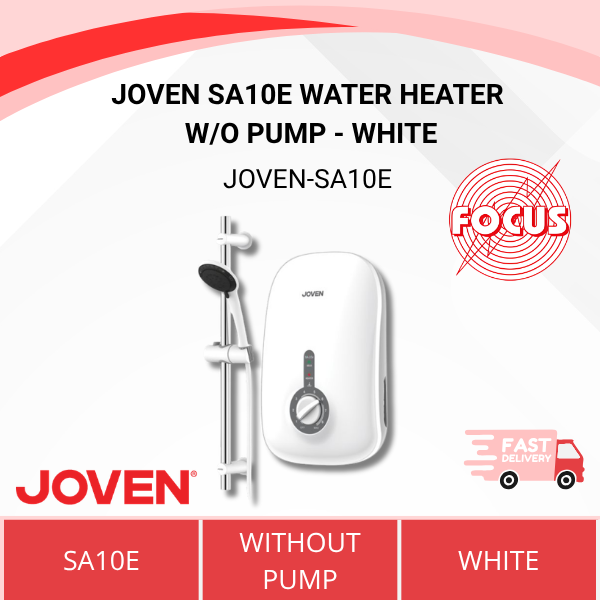 JOVEN SA10E WATER HEATER
W/O PUMP - WHITE
JOVEN-SA10E
FOCUS
JOVEN
FAST
DELIVERY
JOVEN®
SA10E
WITHOUT
PUMP
WHITE